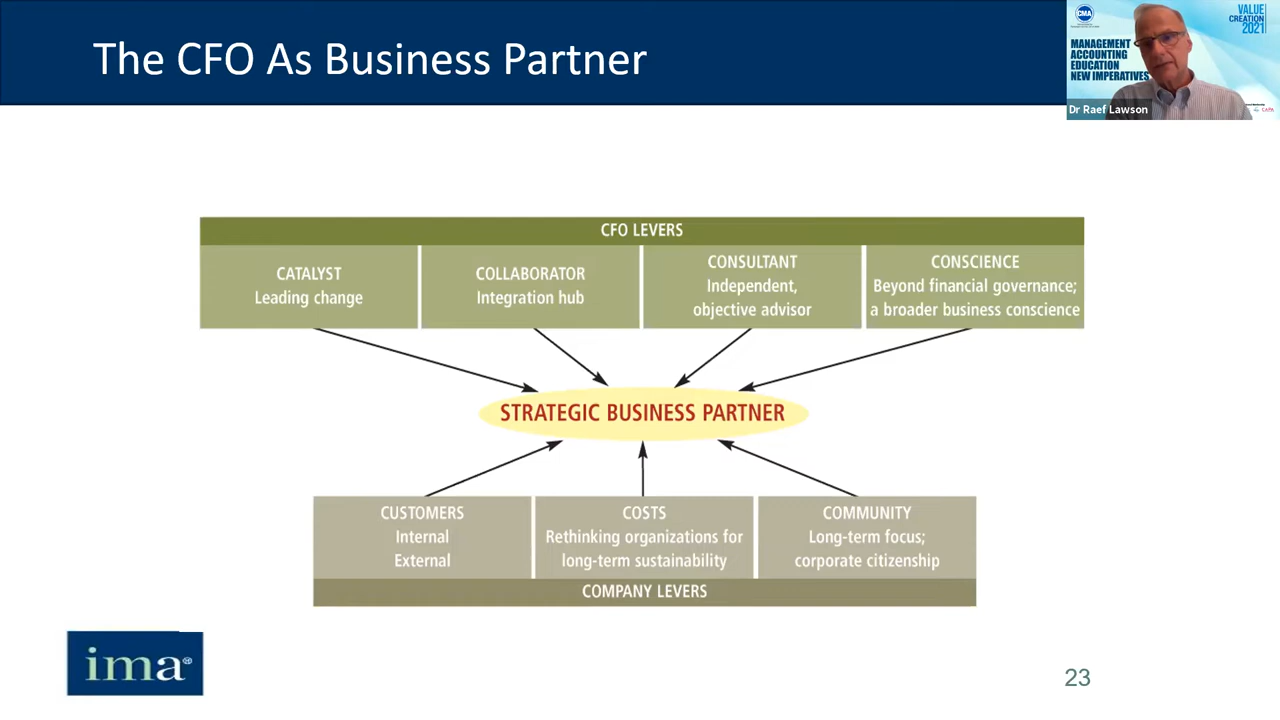 The CFO As Business Partner
CMA
VALUE
CREATION
2021
MANAGEMENT
ACCOUNTING
EDUCATION
NEW IMPERATIVES
Dr Raef Lawson
CFO LEVERS
CATALYST
Leading change
COLLABORATOR
Integration hub
CONSULTANT
Independent,
objective advisor
CONSCIENCE
Beyond financial governance;
a broader business conscience
STRATEGIC BUSINESS PARTNER
CUSTOMERS
Internal
External
COSTS
Rethinking organizations for
long-term sustainability
COMMUNITY
Long-term focus;
corporate citizenship
COMPANY LEVERS
ima®
23